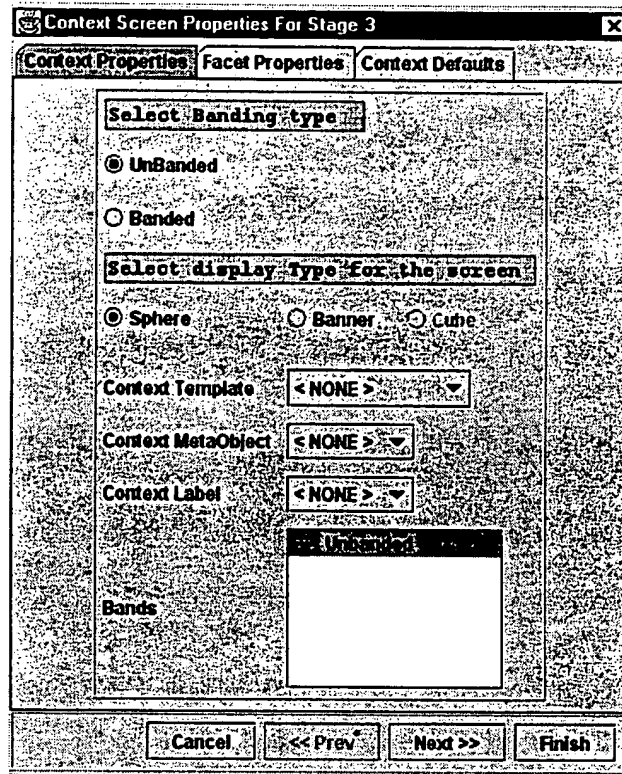 Context Screen Properties For Stage 3
Context Properties Facet Properties Context Defaults
Select Banding type
UnBanded
Banded
Select display Type for the screen
Sphere Banner Cube
Context Template < NONE >
Context MetaObject < NONE >
Context Label < NONE >
Unbanded
Bands
Cancel << Prev Next >> Finish